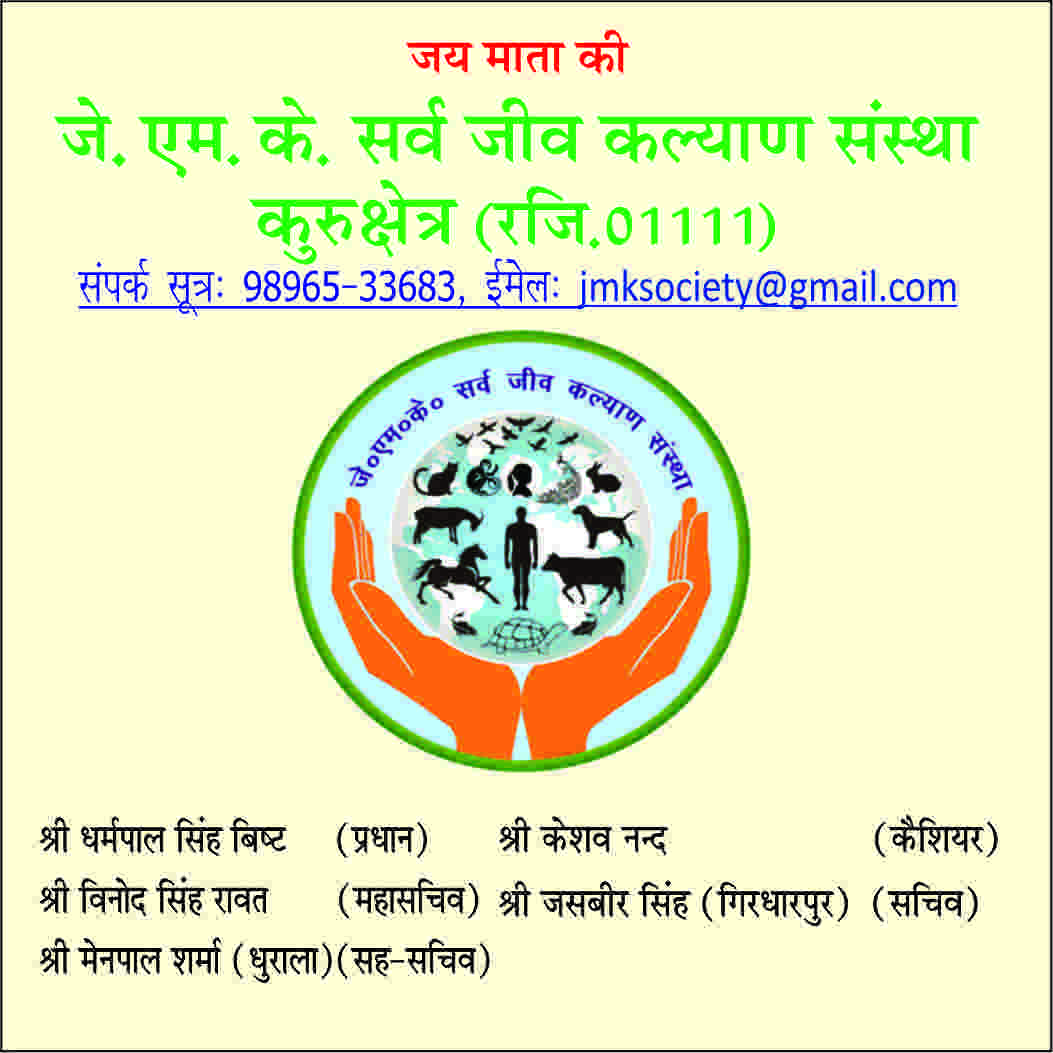 जय माता की
जे. एम. के. सर्व जीव कल्याण संस्था
कुरुक्षेत्र (रजि.01111)
संपर्क सूत्रः 98965-33683, ईमेलः jmksociety@gmail.com
जे०एम०के० सर्व जीव कल्याण संस्था
श्री धर्मपाल सिंह बिष्ट (प्रधान) श्री केशव नन्द (कैशियर)
श्री विनोद सिंह रावत (महासचिव) श्री जसबीर सिंह (गिरधारपुर) (सचिव)
श्री मेनपाल शर्मा (धुराला)(सह-सचिव)